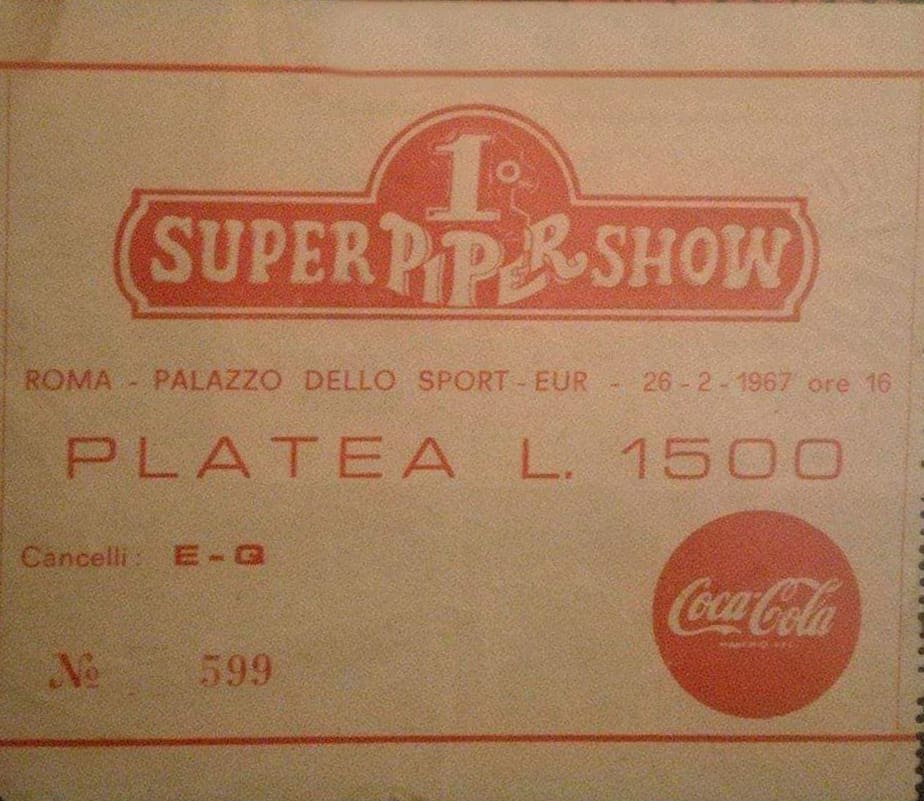 1°
SUPER PIPER SHOW
ROMA - PALAZZO DELLO SPORT - EUR - 26 - 2 - 1967 ore 16
PLATEA L. 1500
Cancelli: E - G
Coca-Cola
№ 599